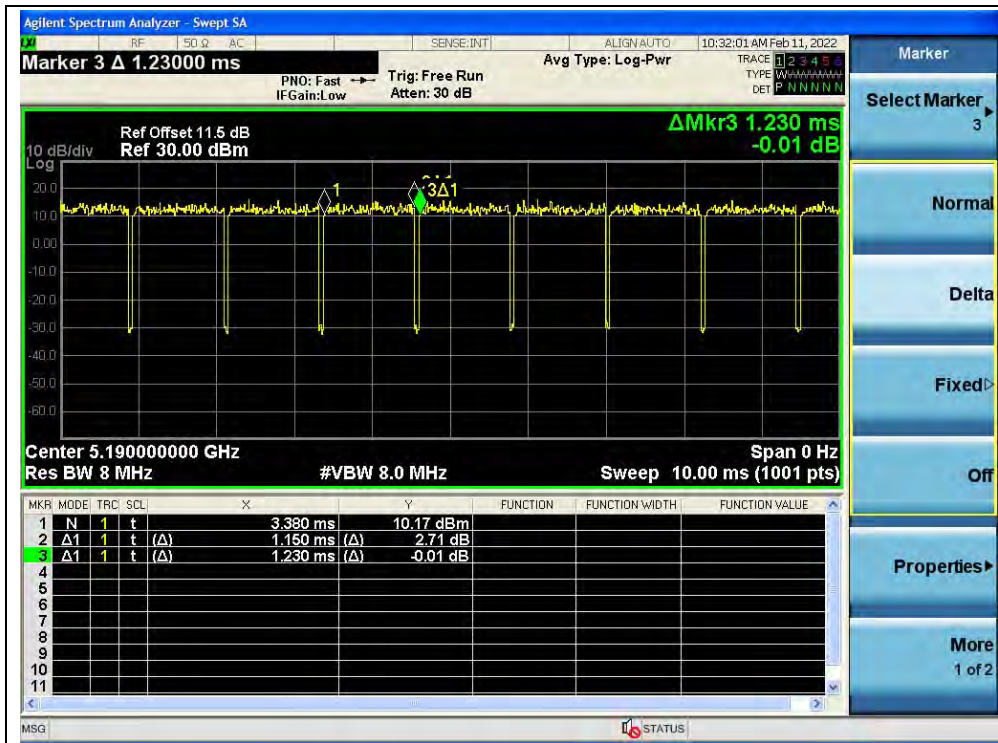 Agilent Spectrum Analyzer - Swept SA
LXI RF 50 Ω AC SENSE:INT ALIGN AUTO 10:32:01 AM Feb 11, 2022
Marker 3 Δ 1.23000 ms
PNO: Fast
IFGain:Low
Trig: Free Run
Atten: 30 dB
Avg Type: Log-Pwr
TRACE 1 2 3 4 5 6
TYPE
DET P N N N N N
ΔMkr3 1.230 ms
-0.01 dB
Ref Offset 11.5 dB
10 dB/div Ref 30.00 dBm
Log
20.0
10.0
0.00
-10.0
-20.0
-30.0
-40.0
-50.0
-60.0
1
3Δ1
Center 5.190000000 GHz Span 0 Hz
Res BW 8 MHz #VBW 8.0 MHz Sweep 10.00 ms (1001 pts)
MKR MODE TRC SCL X Y FUNCTION FUNCTION WIDTH FUNCTION VALUE
1 N 1 t 3.380 ms 10.17 dBm
2 Δ1 1 t (Δ) 1.150 ms (Δ) 2.71 dB
3 Δ1 1 t (Δ) 1.230 ms (Δ) -0.01 dB
4
5
6
7
8
9
10
11
MSG STATUS
Marker
Select Marker
3
Normal
Delta
Fixed
Off
Properties
More
1 of 2